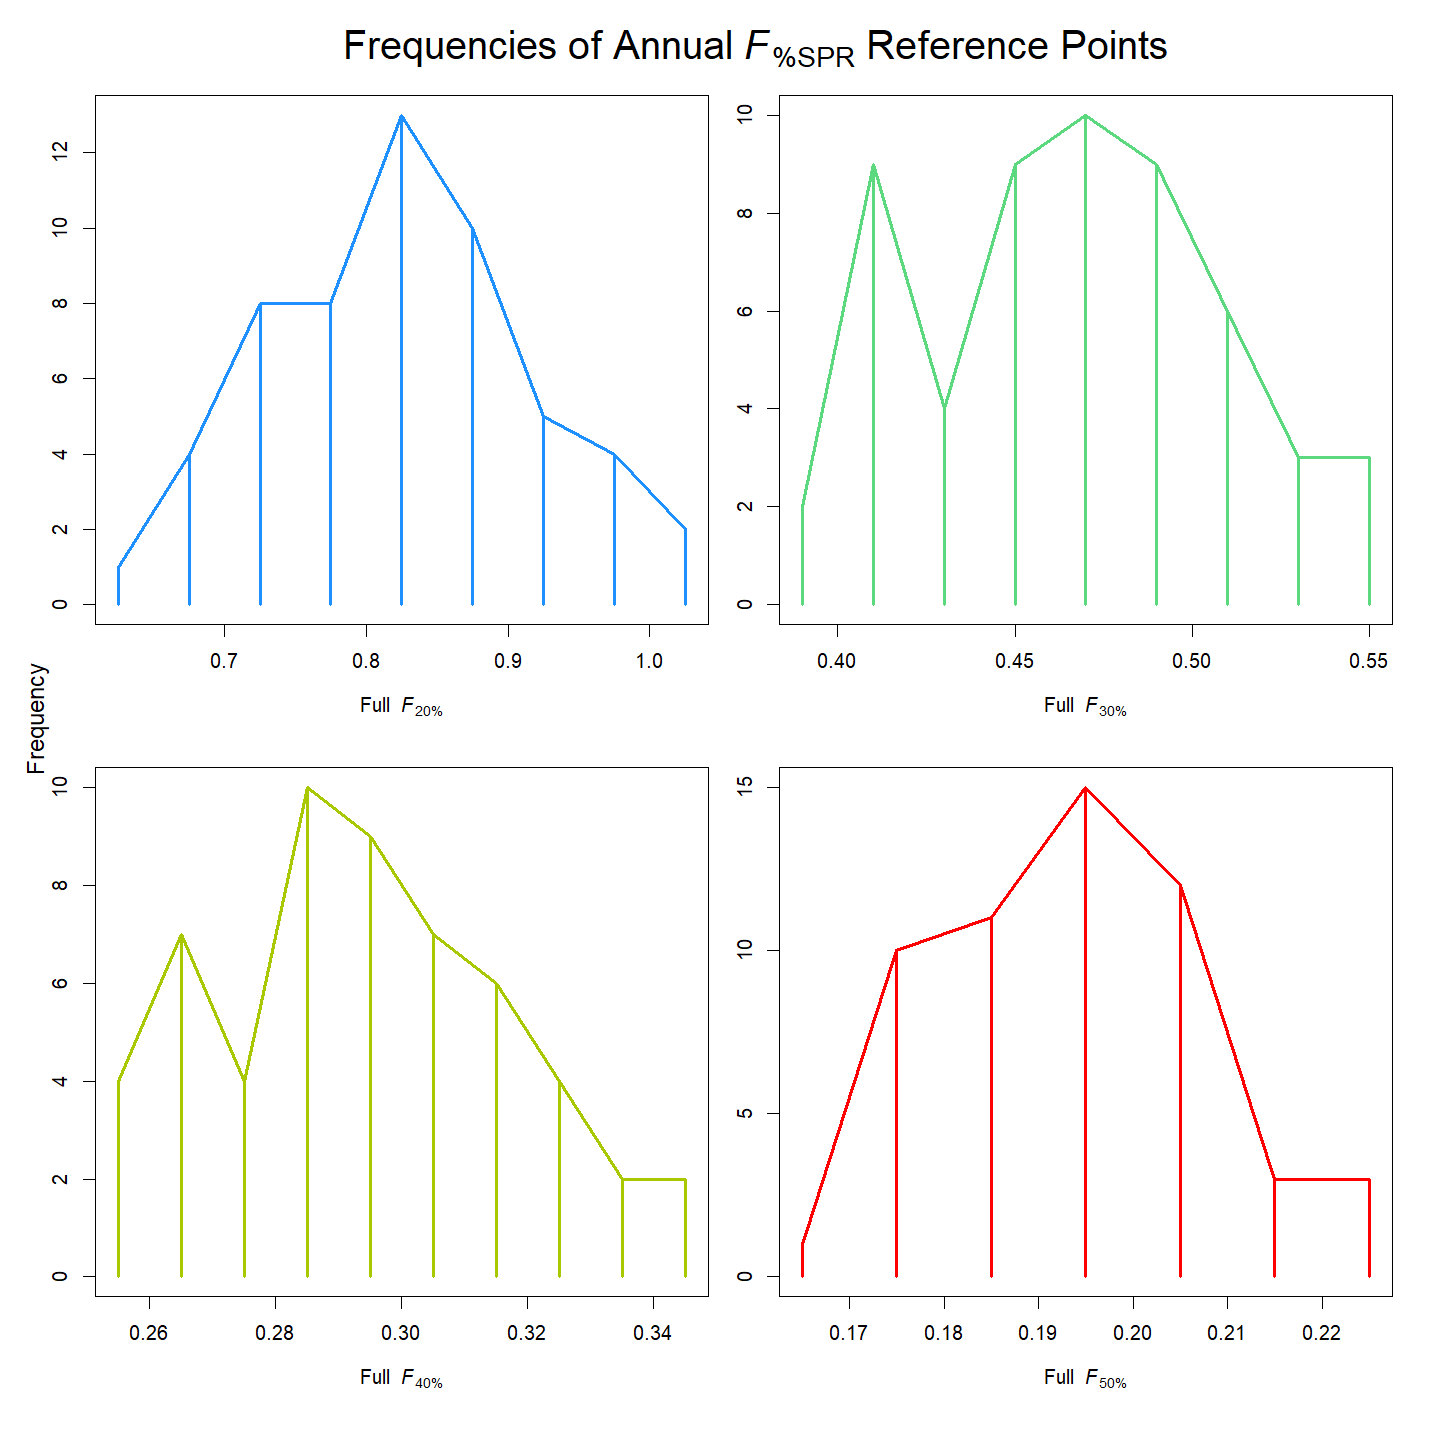 Frequencies of Annual F%SPR Reference Points
Frequency
0 2 4 6 8 10 12
0.7 0.8 0.9 1.0
Full F20%
0 2 4 6 8 10
0.40 0.45 0.50 0.55
Full F30%
0 2 4 6 8 10
0.26 0.28 0.30 0.32 0.34
Full F40%
0 5 10 15
0.17 0.18 0.19 0.20 0.21 0.22
Full F50%